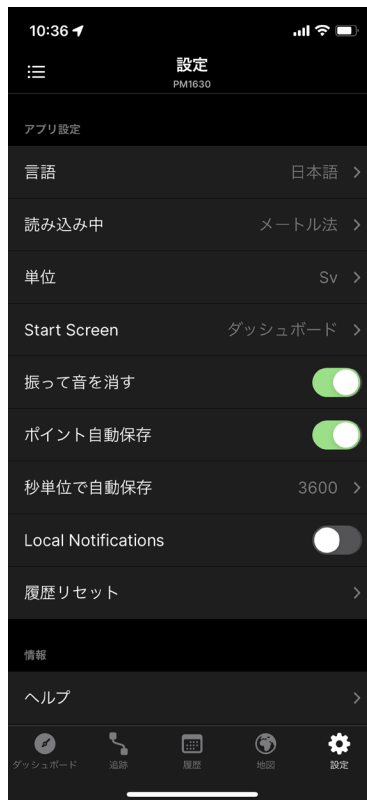 10:36
設定
PM1630
アプリ設定
言語 日本語
読み込み中 メートル法
単位 Sv
Start Screen ダッシュボード
振って音を消す
ポイント自動保存
秒単位で自動保存 3600
Local Notifications
履歴リセット
情報
ヘルプ
ダッシュボード 追跡 履歴 地図 設定